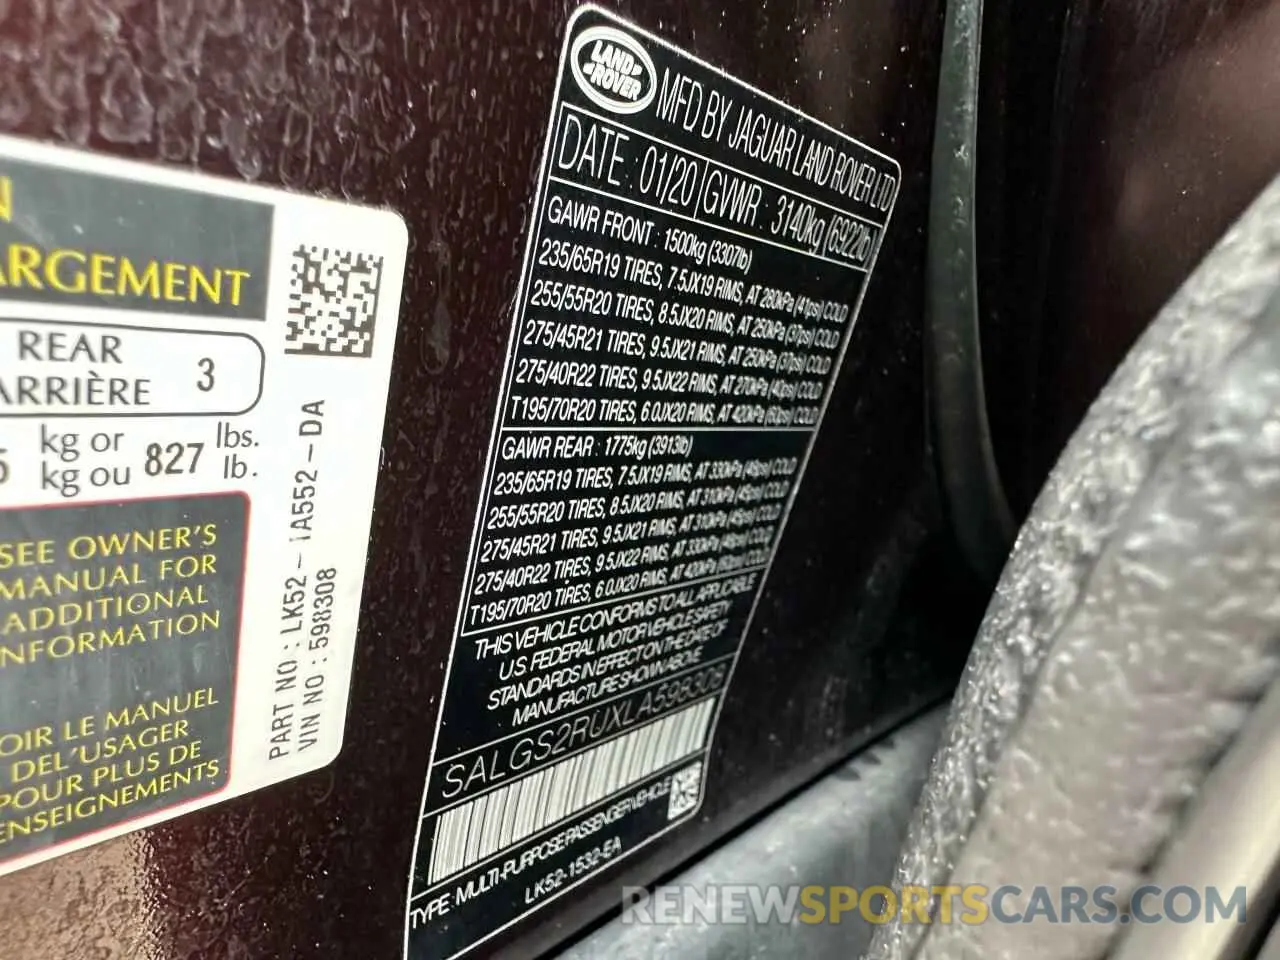 N
ARGEMENT
REAR
ARRIÈRE
3
5 kg or
kg ou
827
lbs.
lb.
SEE OWNER'S
MANUAL FOR
ADDITIONAL
NFORMATION
OIR LE MANUEL
DEL'USAGER
POUR PLUS DE
ENSEIGNEMENTS
PART NO : LK52 - 1A552 - DA
VIN NO : 598308
LAND
ROVER
MFD BY JAGUAR LAND ROVER LTD
DATE : 01/20 GVWR : 3140kg (6922lb)
GAWR FRONT : 1500kg (3307lb)
235/65R19 TIRES, 7.5JX19 RIMS, AT 280kPa (41psi) COLD
255/55R20 TIRES, 8.5JX20 RIMS, AT 250kPa (37psi) COLD
275/45R21 TIRES, 9.5JX21 RIMS, AT 250kPa (37psi) COLD
275/40R22 TIRES, 9.5JX22 RIMS, AT 270kPa (40psi) COLD
T195/70R20 TIRES, 6.0JX20 RIMS, AT 420kPa (60psi) COLD
GAWR REAR : 1775kg (3913lb)
235/65R19 TIRES, 7.5JX19 RIMS, AT 330kPa (48psi) COLD
255/55R20 TIRES, 8.5JX20 RIMS, AT 310kPa (45psi) COLD
275/45R21 TIRES, 9.5JX21 RIMS, AT 310kPa (45psi) COLD
275/40R22 TIRES, 9.5JX22 RIMS, AT 330kPa (48psi) COLD
T195/70R20 TIRES, 6.0JX20 RIMS, AT 420kPa (60psi) COLD
THIS VEHICLE CONFORMS TO ALL APPLICABLE
U.S. FEDERAL MOTOR VEHICLE SAFETY
STANDARDS IN EFFECT ON THE DATE OF
MANUFACTURE SHOWN ABOVE
SALGS2RUXLA598308
TYPE: MULTI-PURPOSE PASSENGER VEHICLE
LK52-1532-EA
RENEWSPORTSCARS.COM